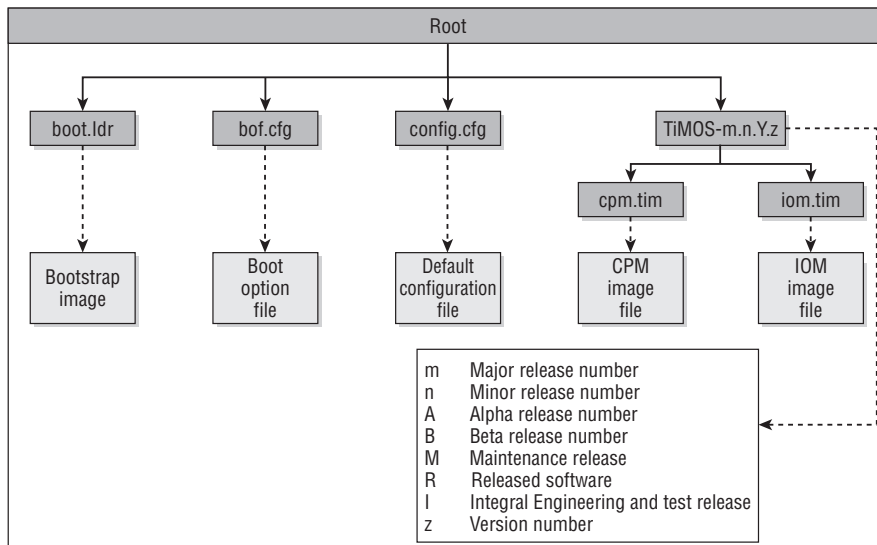 Root
boot.ldr
bof.cfg
config.cfg
TiMOS-m.n.Y.z
cpm.tim
iom.tim
Bootstrap
image
Boot
option
file
Default
configuration
file
CPM
image
file
IOM
image
file
m Major release number
n Minor release number
A Alpha release number
B Beta release number
M Maintenance release
R Released software
I Integral Engineering and test release
z Version number